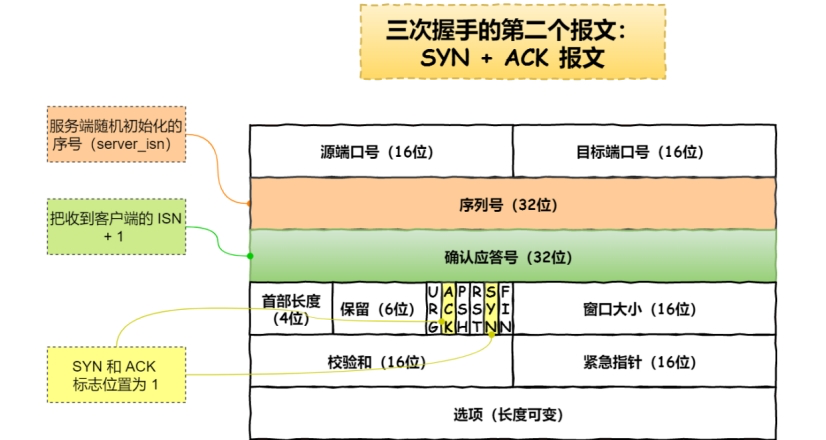 三次握手的第二个报文：
SYN + ACK 报文
服务端随机初始化的
序号（server_isn）
源端口号（16位）
目标端口号（16位）
序列号（32位）
把收到客户端的 ISN
+ 1
确认应答号（32位）
首部长度
（4位）
保留（6位）
URG
ACK
PSH
RST
SYN
FIN
窗口大小（16位）
SYN 和 ACK
标志位置为 1
校验和（16位）
紧急指针（16位）
选项（长度可变）